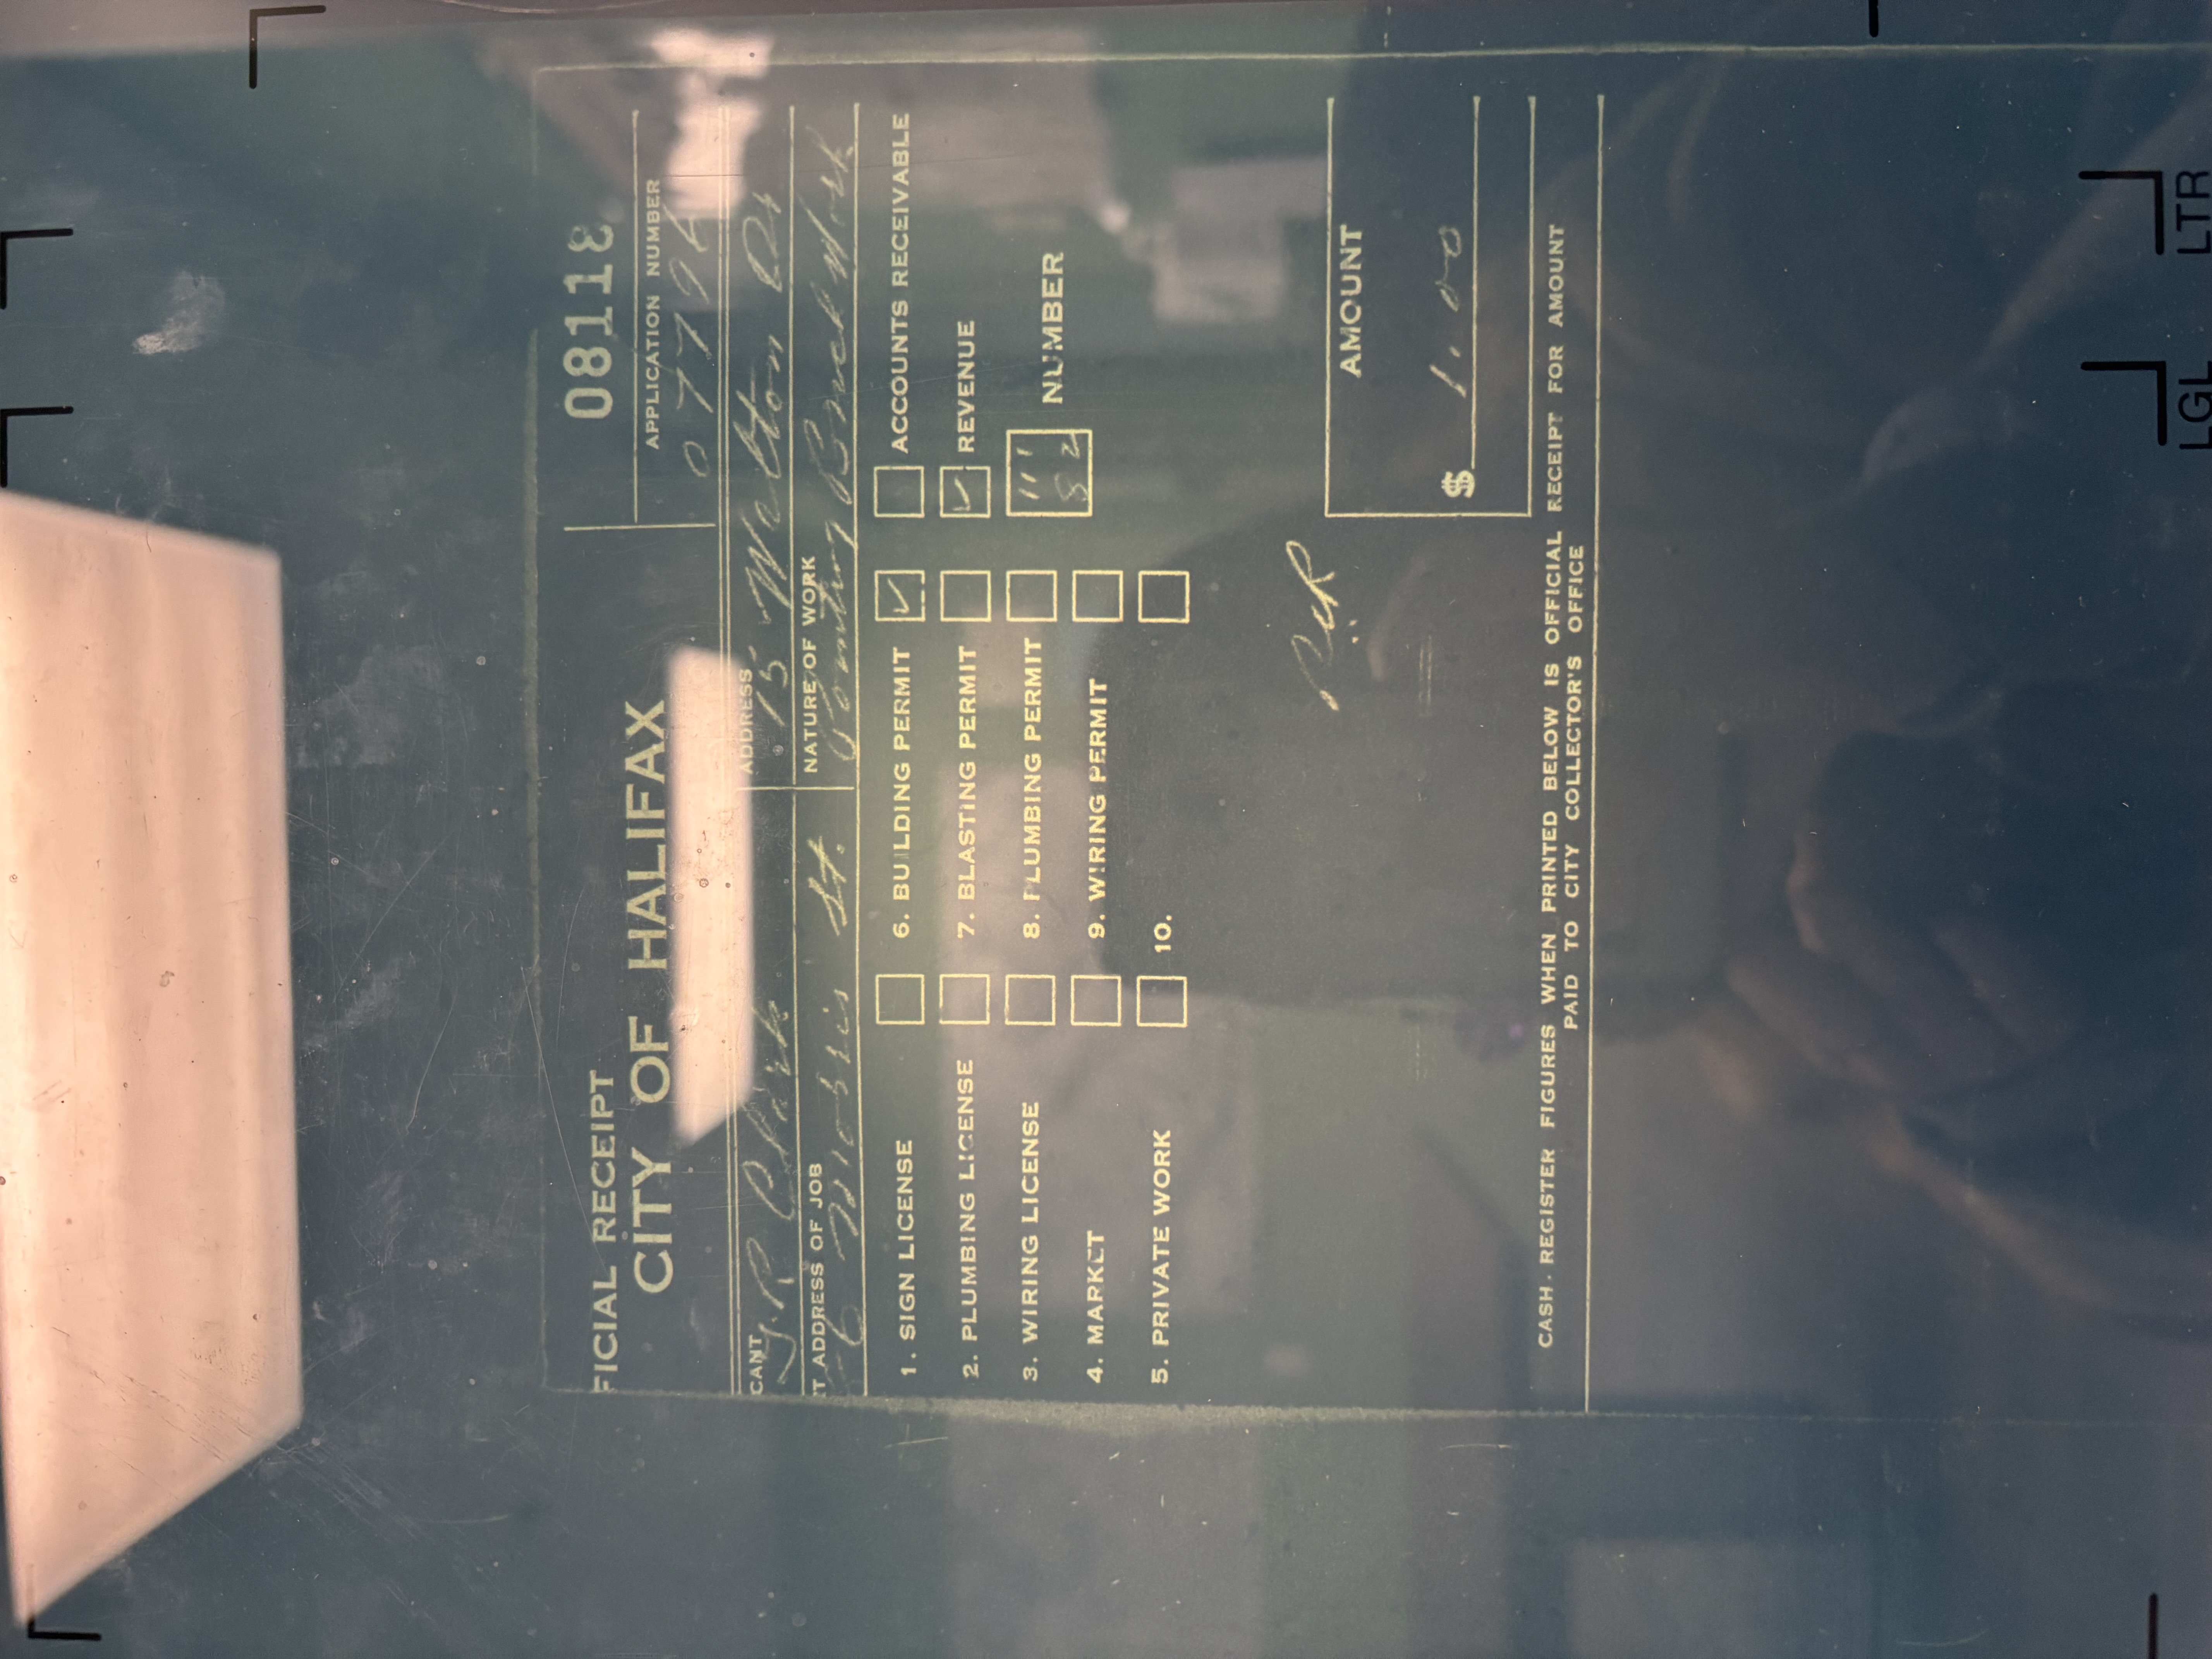 FICIAL RECEIPT
CITY OF HALIFAX
08118
APPLICATION NUMBER
07796
CANT
J.R Clark
ADDRESS
15 Walton Dr
T ADDRESS OF JOB
6 Morris St.
NATURE OF WORK
Pointing Brick Work
1. SIGN LICENSE
6. BUILDING PERMIT ✓
ACCOUNTS RECEIVABLE
2. PLUMBING LICENSE
7. BLASTING PERMIT
✓ REVENUE
3. WIRING LICENSE
8. PLUMBING PERMIT
111
82
NUMBER
4. MARKET
9. WIRING PERMIT
5. PRIVATE WORK
10.
AMOUNT
$ 1.00
CASH REGISTER FIGURES WHEN PRINTED BELOW IS OFFICIAL RECEIPT FOR AMOUNT
PAID TO CITY COLLECTOR'S OFFICE
LGL LTR